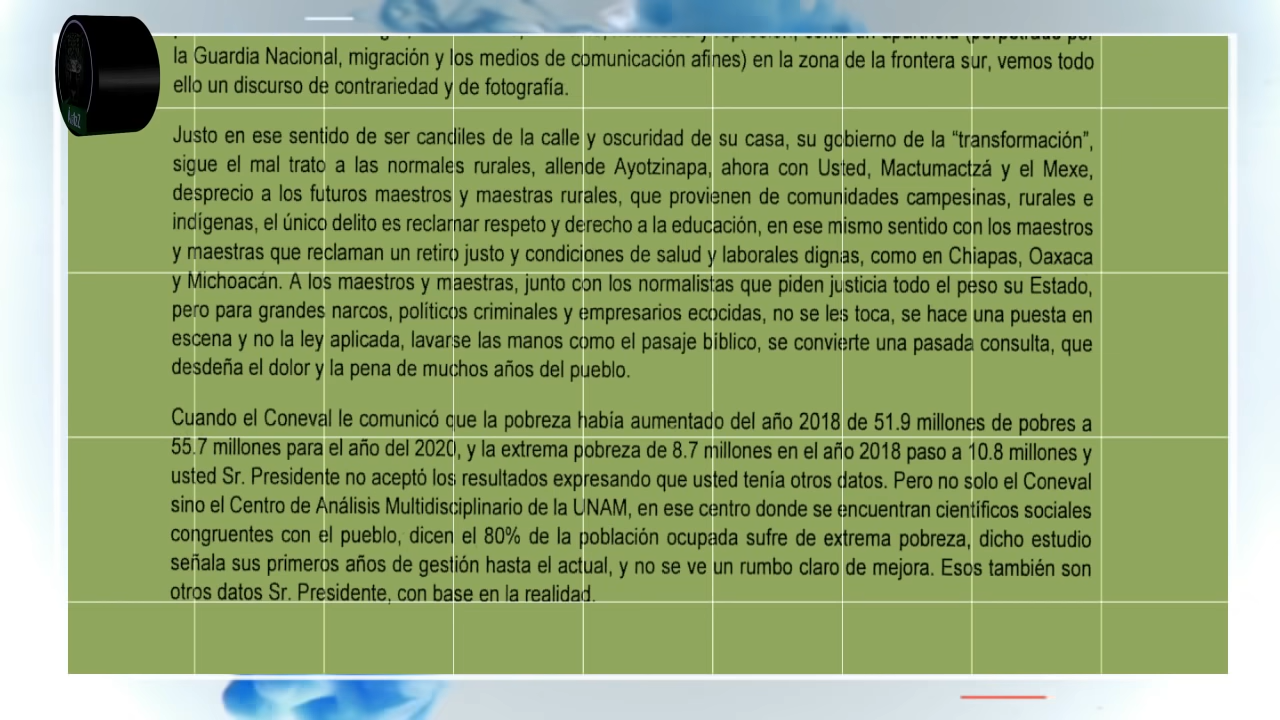 la Guardia Nacional, migración y los medios de comunicación afines) en la zona de la frontera sur, vemos todo
ello un discurso de contrariedad y de fotografía.
Justo en ese sentido de ser candiles de la calle y oscuridad de su casa, su gobierno de la “transformación”,
sigue el mal trato a las normales rurales, allende Ayotzinapa, ahora con Usted, Mactumactzá y el Mexe,
desprecio a los futuros maestros y maestras rurales, que provienen de comunidades campesinas, rurales e
indígenas, el único delito es reclamar respeto y derecho a la educación, en ese mismo sentido con los maestros
y maestras que reclaman un retiro justo y condiciones de salud y laborales dignas, como en Chiapas, Oaxaca
y Michoacán. A los maestros y maestras, junto con los normalistas que piden justicia todo el peso su Estado,
pero para grandes narcos, políticos criminales y empresarios ecocidas, no se les toca, se hace una puesta en
escena y no la ley aplicada, lavarse las manos como el pasaje bíblico, se convierte una pasada consulta, que
desdeña el dolor y la pena de muchos años del pueblo.
Cuando el Coneval le comunicó que la pobreza había aumentado del año 2018 de 51.9 millones de pobres a
55.7 millones para el año del 2020, y la extrema pobreza de 8.7 millones en el año 2018 paso a 10.8 millones y
usted Sr. Presidente no aceptó los resultados expresando que usted tenía otros datos. Pero no solo el Coneval
sino el Centro de Análisis Multidisciplinario de la UNAM, en ese centro donde se encuentran científicos sociales
congruentes con el pueblo, dicen el 80% de la población ocupada sufre de extrema pobreza, dicho estudio
señala sus primeros años de gestión hasta el actual, y no se ve un rumbo claro de mejora. Esos también son
otros datos Sr. Presidente, con base en la realidad.